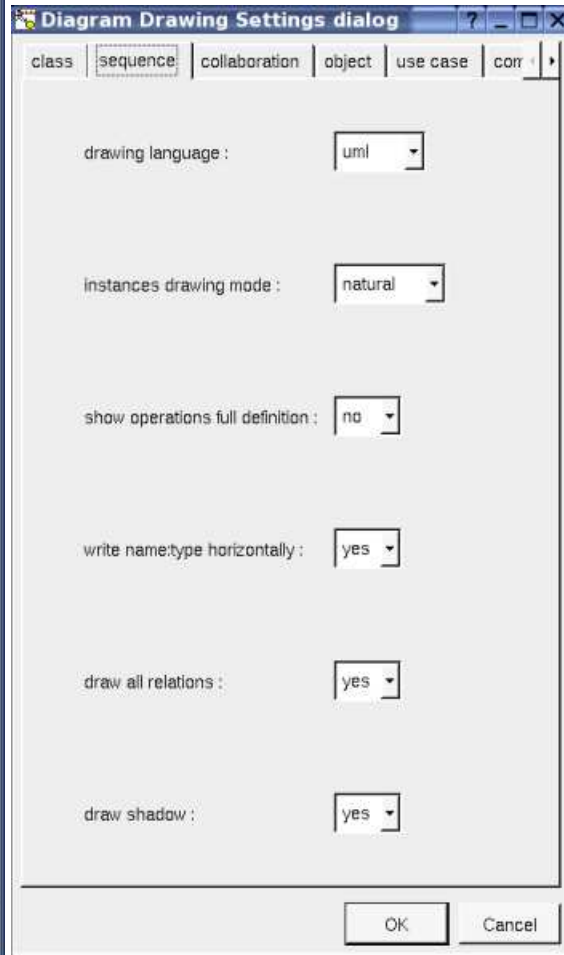 Diagram Drawing Settings dialog
class sequence collaboration object use case com
drawing language : uml
instances drawing mode : natural
show operations full definition : no
write name:type horizontally : yes
draw all relations : yes
draw shadow : yes
OK Cancel